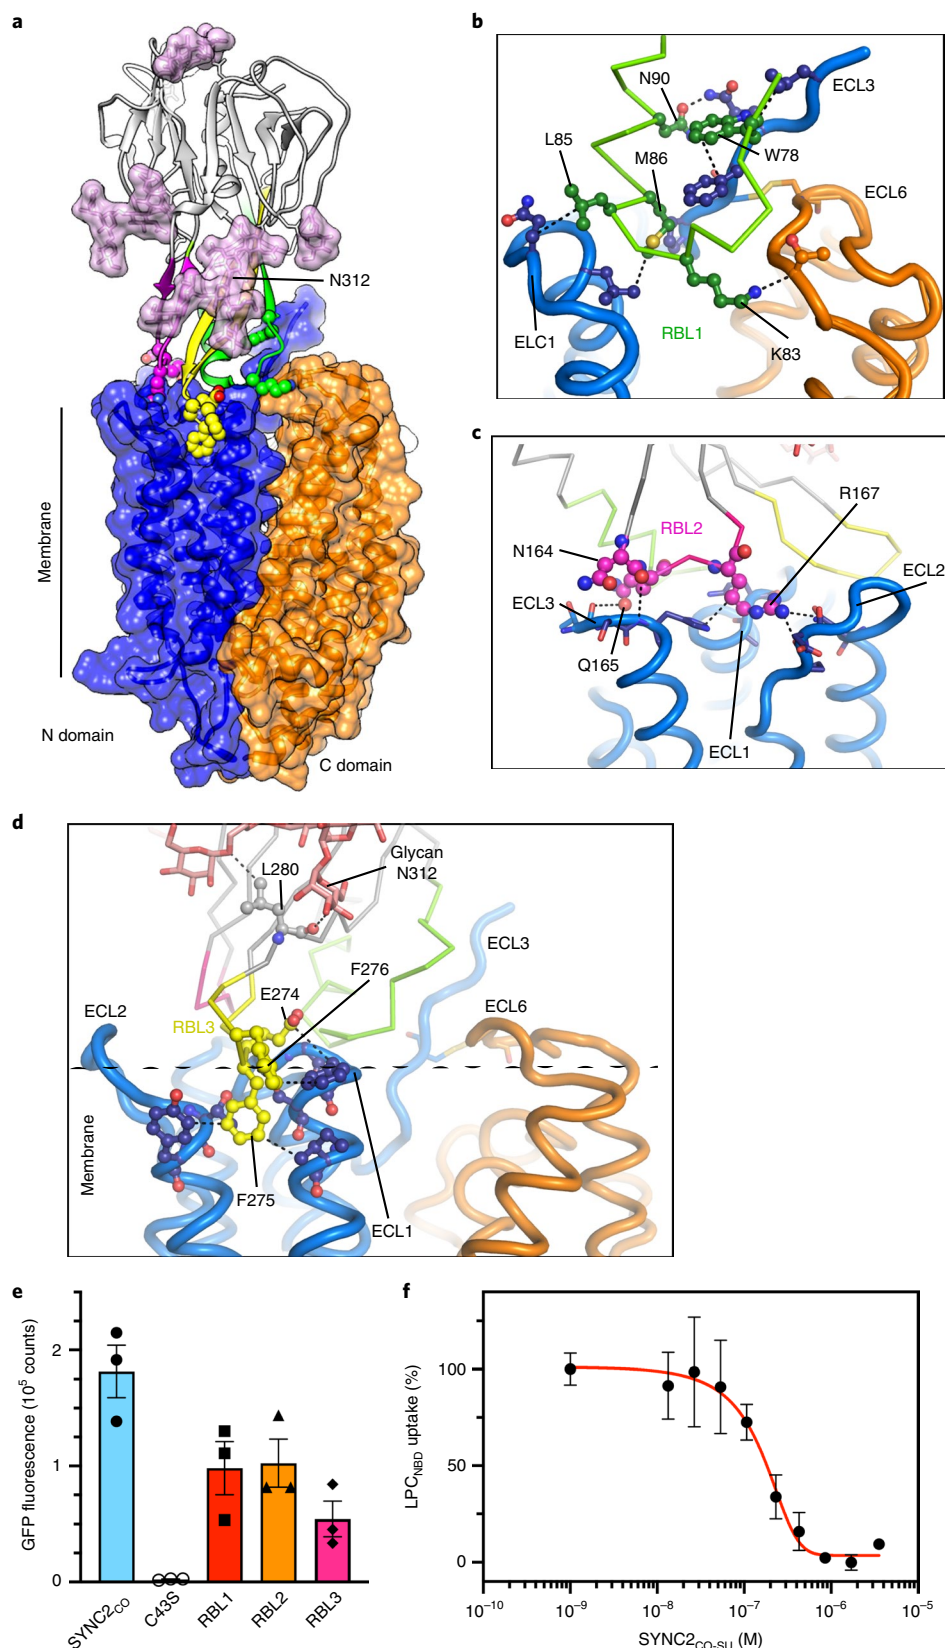 a
N312
Membrane
N domain
C domain
b
N90
ECL3
L85
M86
W78
ECL6
RBL1
ELC1
K83
c
R167
RBL2
N164
ECL2
ECL3
Q165
ECL1
d
Glycan
N312
L280
ECL3
F276
E274
ECL2
RBL3
ECL6
Membrane
F275
ECL1
e
GFP fluorescence (10⁵ counts)
2
1
0
SYNC2CO
C43S
RBL1
RBL2
RBL3
f
LPCNBD uptake (%)
100
50
0
10⁻¹⁰
10⁻⁹
10⁻⁸
10⁻⁷
10⁻⁶
10⁻⁵
SYNC2CO-SU (M)